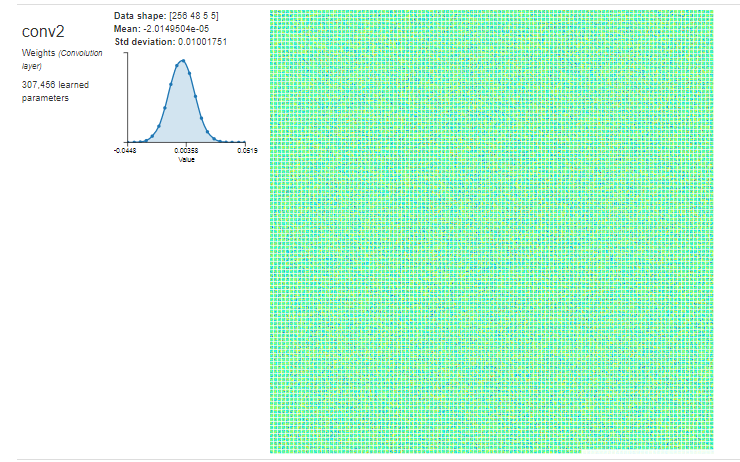 conv2
Weights (Convolution
layer)
307,456 learned
parameters
Data shape: [256 48 5 5]
Mean: -2.0149504e-05
Std deviation: 0.01001751
-0.0448
0.00358
0.0519
Value